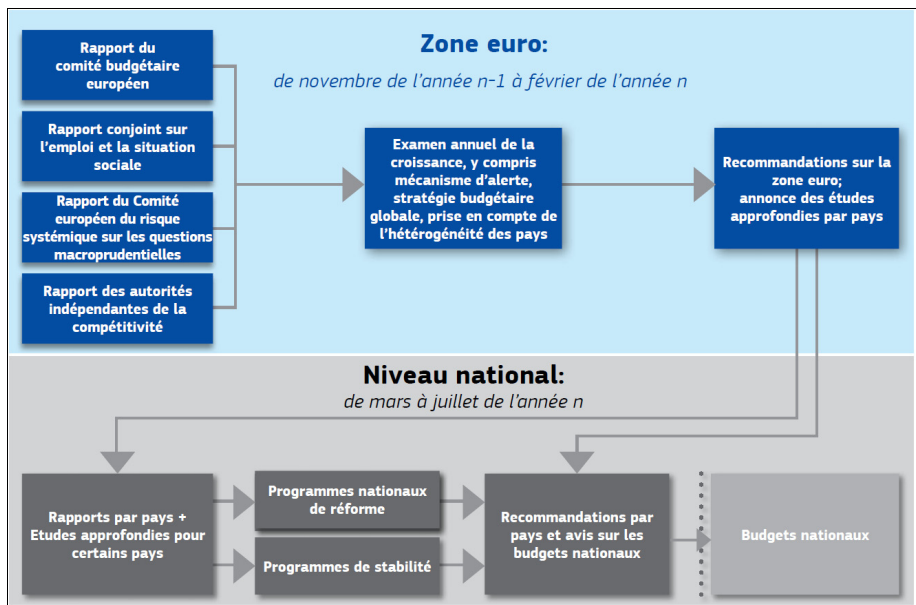 Zone euro:
de novembre de l'année n-1 à février de l'année n
Rapport du
comité budgétaire
européen
Rapport conjoint sur
l'emploi et la situation
sociale
Rapport du Comité
européen du risque
systémique sur les questions
macroprudentielles
Rapport des autorités
indépendantes de la
compétitivité
Examen annuel de la
croissance, y compris
mécanisme d'alerte,
stratégie budgétaire
globale, prise en compte de
l'hétérogénéité des pays
Recommandations sur la
zone euro;
annonce des études
approfondies par pays
Niveau national:
de mars à juillet de l'année n
Rapports par pays +
Etudes approfondies pour
certains pays
Programmes nationaux
de réforme
Programmes de stabilité
Recommandations par
pays et avis sur les
budgets nationaux
Budgets nationaux